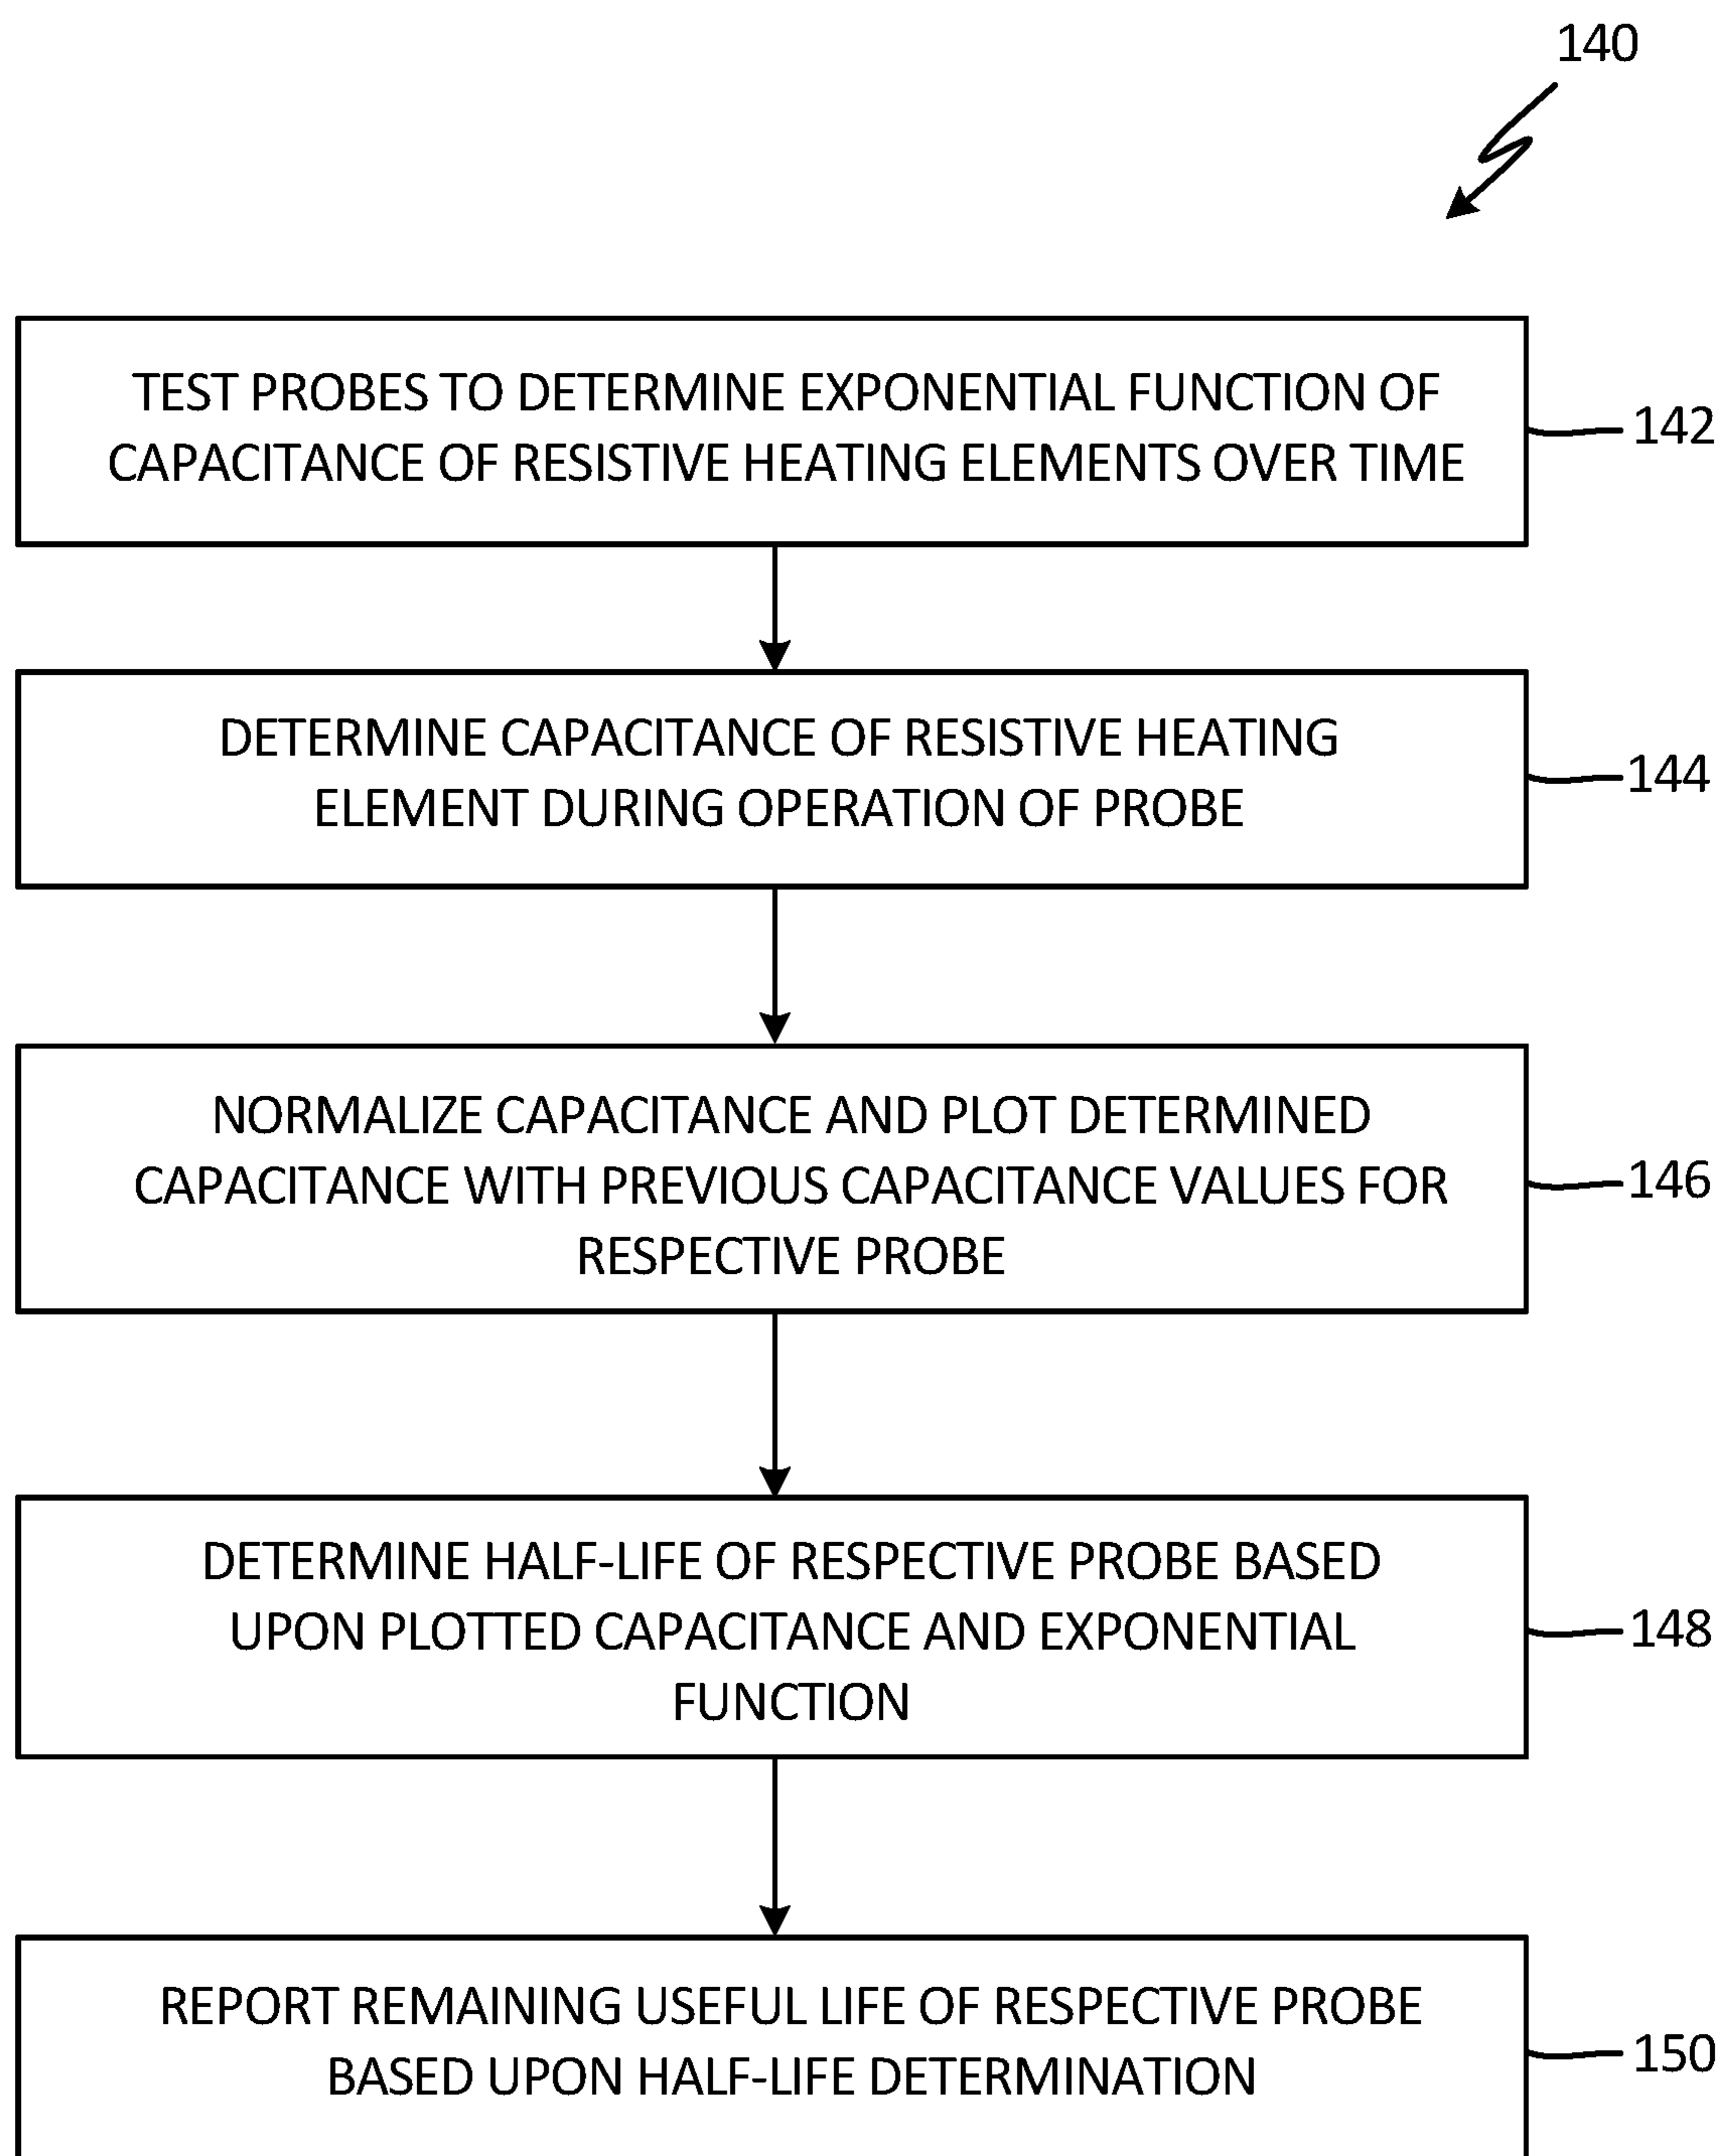 140
TEST PROBES TO DETERMINE EXPONENTIAL FUNCTION OF
CAPACITANCE OF RESISTIVE HEATING ELEMENTS OVER TIME
142
DETERMINE CAPACITANCE OF RESISTIVE HEATING
ELEMENT DURING OPERATION OF PROBE
144
NORMALIZE CAPACITANCE AND PLOT DETERMINED
CAPACITANCE WITH PREVIOUS CAPACITANCE VALUES FOR
RESPECTIVE PROBE
146
DETERMINE HALF-LIFE OF RESPECTIVE PROBE BASED
UPON PLOTTED CAPACITANCE AND EXPONENTIAL
FUNCTION
148
REPORT REMAINING USEFUL LIFE OF RESPECTIVE PROBE
BASED UPON HALF-LIFE DETERMINATION
150